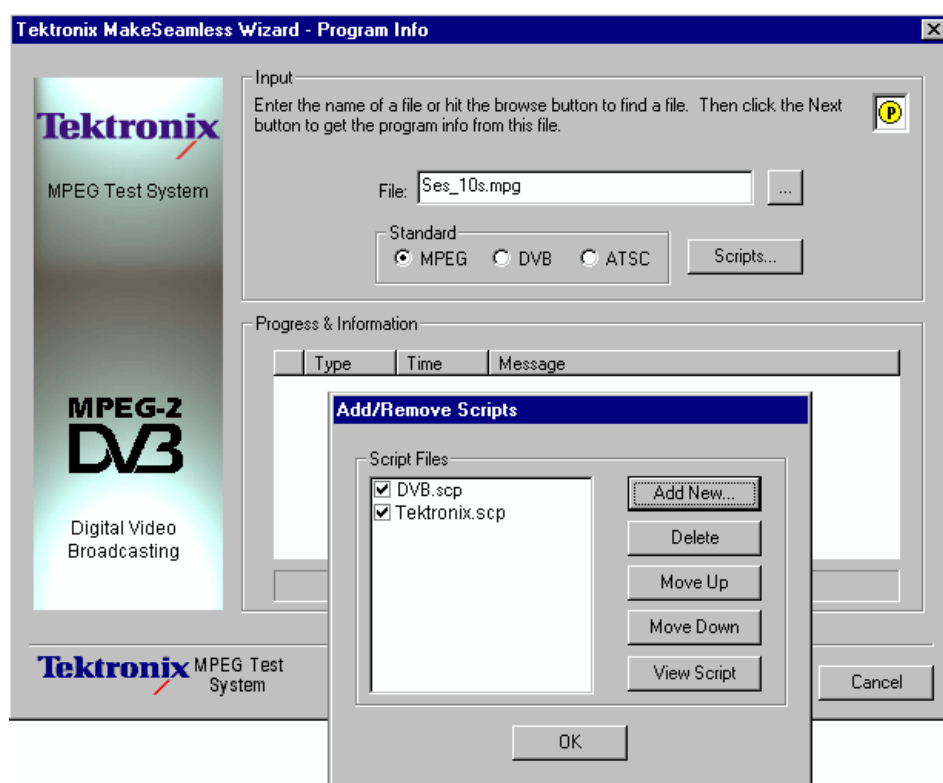 Tektronix MakeSeamless Wizard - Program Info
Tektronix
MPEG Test System
MPEG-2
DVB
Digital Video
Broadcasting
Input
Enter the name of a file or hit the browse button to find a file. Then click the Next
button to get the program info from this file.
P
File: Ses_10s.mpg ...
Standard
MPEG DVB ATSC Scripts...
Progress & Information
Type Time Message
Add/Remove Scripts
Script Files
DVB.scp
Tektronix.scp
Add New...
Delete
Move Up
Move Down
View Script
OK
Tektronix MPEG Test
System
Cancel